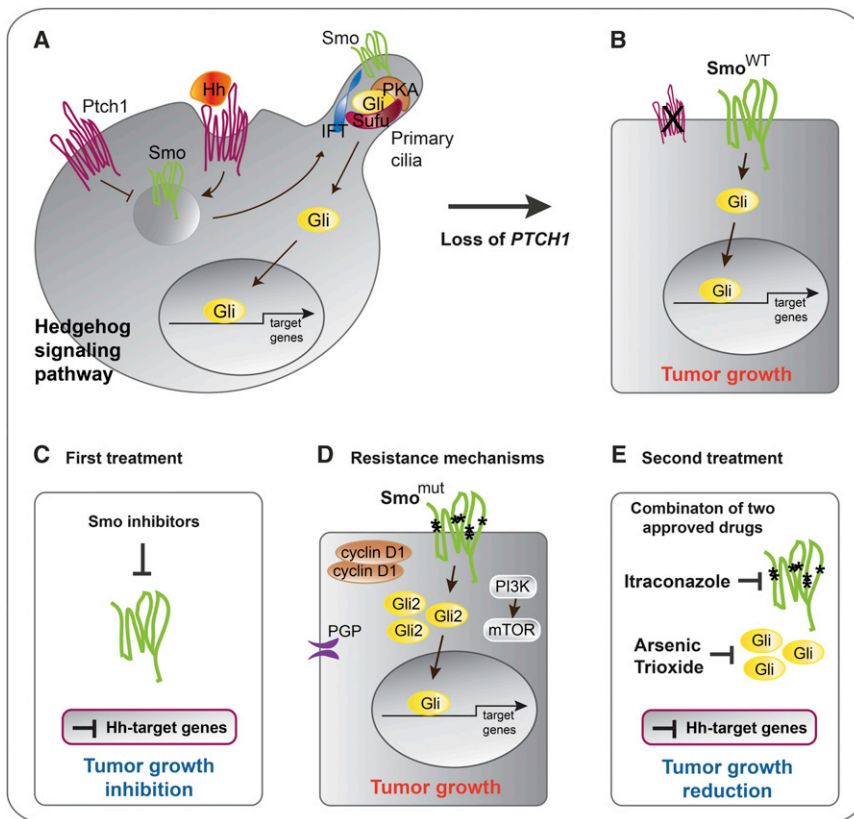 A
Smo
Hh
PKA
Ptch1
Gli
Sufu
IFT
Smo
Primary
cilia
Gli
Gli
target
genes
Hedgehog
signaling
pathway
Loss of PTCH1
B
Smo^WT
X
Gli
Gli
target
genes
Tumor growth
C First treatment
Smo inhibitors
Hh-target genes
Tumor growth
inhibition
D Resistance mechanisms
Smo^mut
cyclin D1
cyclin D1
PI3K
Gli2
Gli2
Gli2
mTOR
PGP
Gli
target
genes
Tumor growth
E Second treatment
Combinaton of two
approved drugs
Itraconazole
Arsenic
Trioxide
Gli
Gli
Gli
Hh-target genes
Tumor growth
reduction